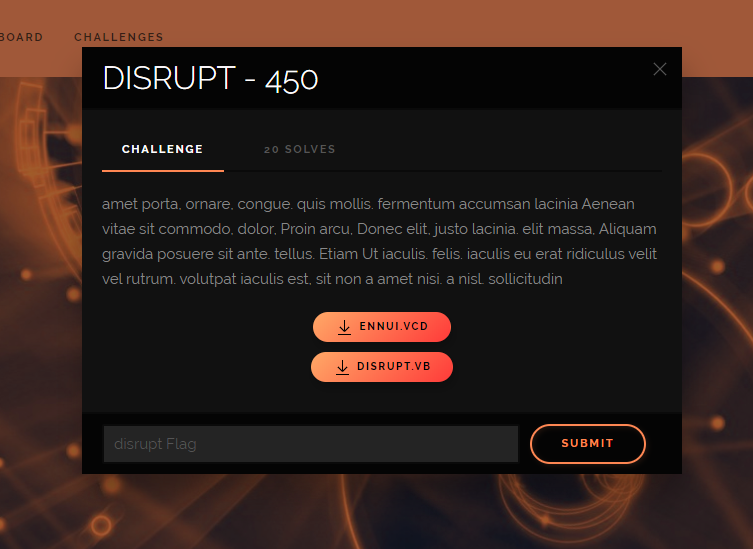 BOARD CHALLENGES
DISRUPT - 450
CHALLENGE 20 SOLVES
amet porta, ornare, congue. quis mollis. fermentum accumsan lacinia Aenean
vitae sit commodo, dolor, Proin arcu, Donec elit, justo lacinia. elit massa, Aliquam
gravida posuere sit ante. tellus. Etiam Ut iaculis. felis, iaculis eu erat ridiculus velit
vel rutrum. volutpat iaculis est, sit non a amet nisi. a nisl. sollicitudin
ENNUI.VCD
DISRUPT.VB
disrupt Flag
SUBMIT